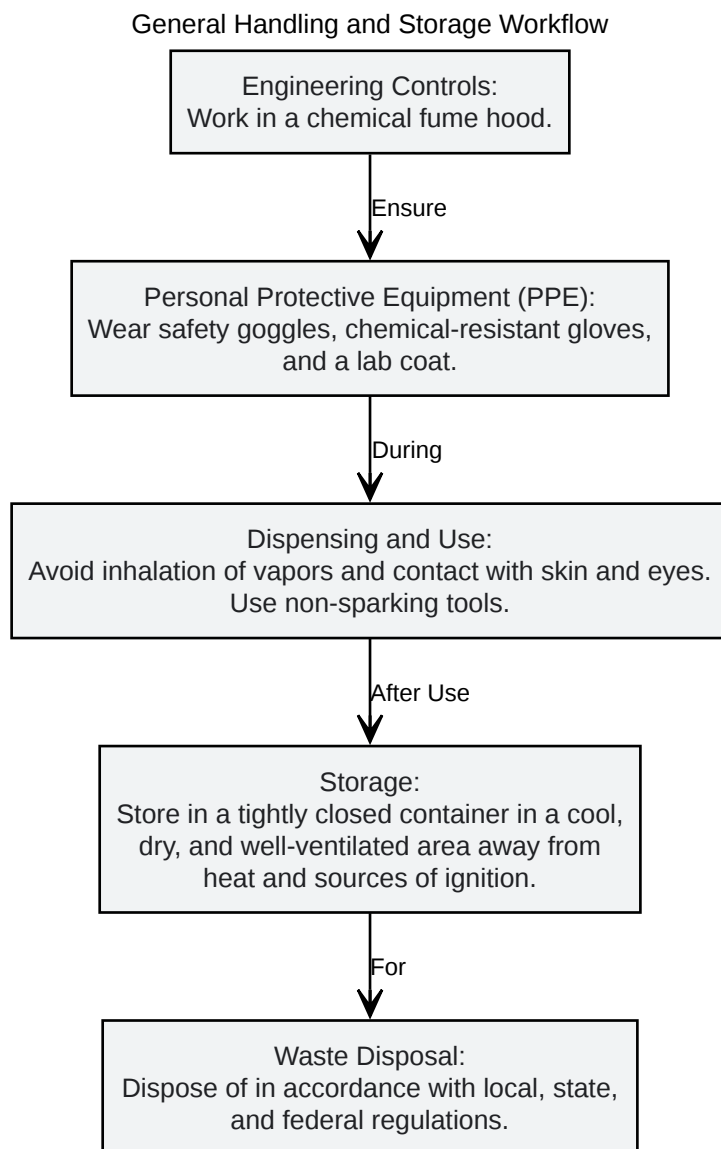 General Handling and Storage Workflow
Engineering Controls:
Work in a chemical fume hood.
Ensure
Personal Protective Equipment (PPE):
Wear safety goggles, chemical-resistant gloves,
and a lab coat.
During
Dispensing and Use:
Avoid inhalation of vapors and contact with skin and eyes.
Use non-sparking tools.
After Use
Storage:
Store in a tightly closed container in a cool,
dry, and well-ventilated area away from
heat and sources of ignition.
For
Waste Disposal:
Dispose of in accordance with local, state,
and federal regulations.